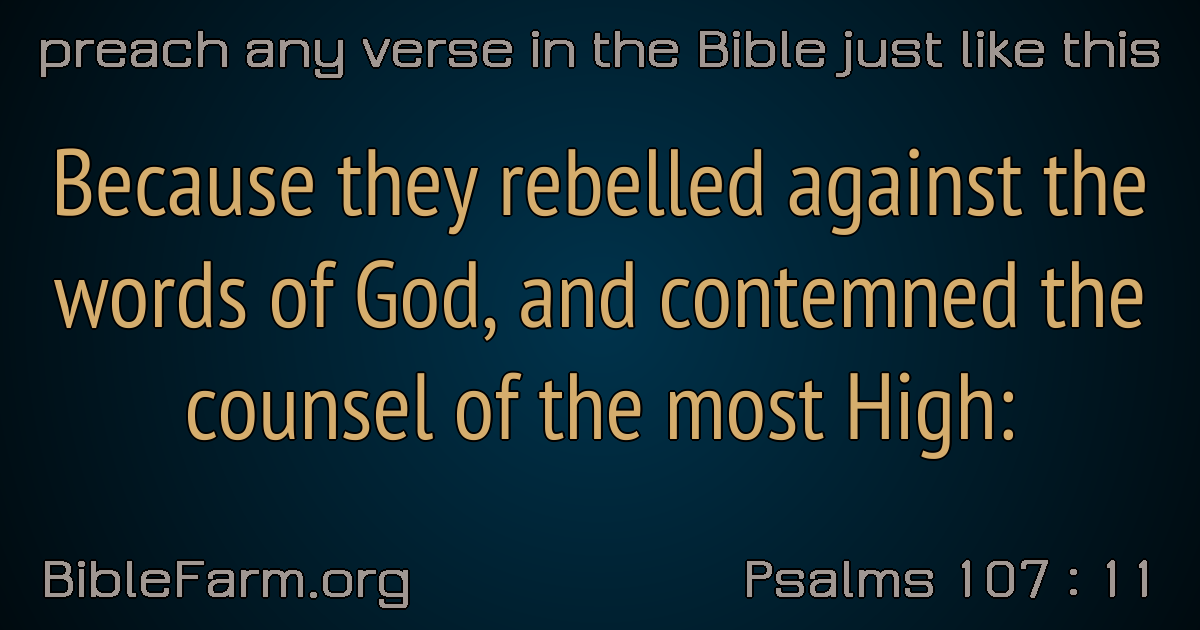 preach any verse in the Bible just like this
Because they rebelled against the
words of God, and contemned the
counsel of the most High:
BibleFarm.org
Psalms 107 : 11